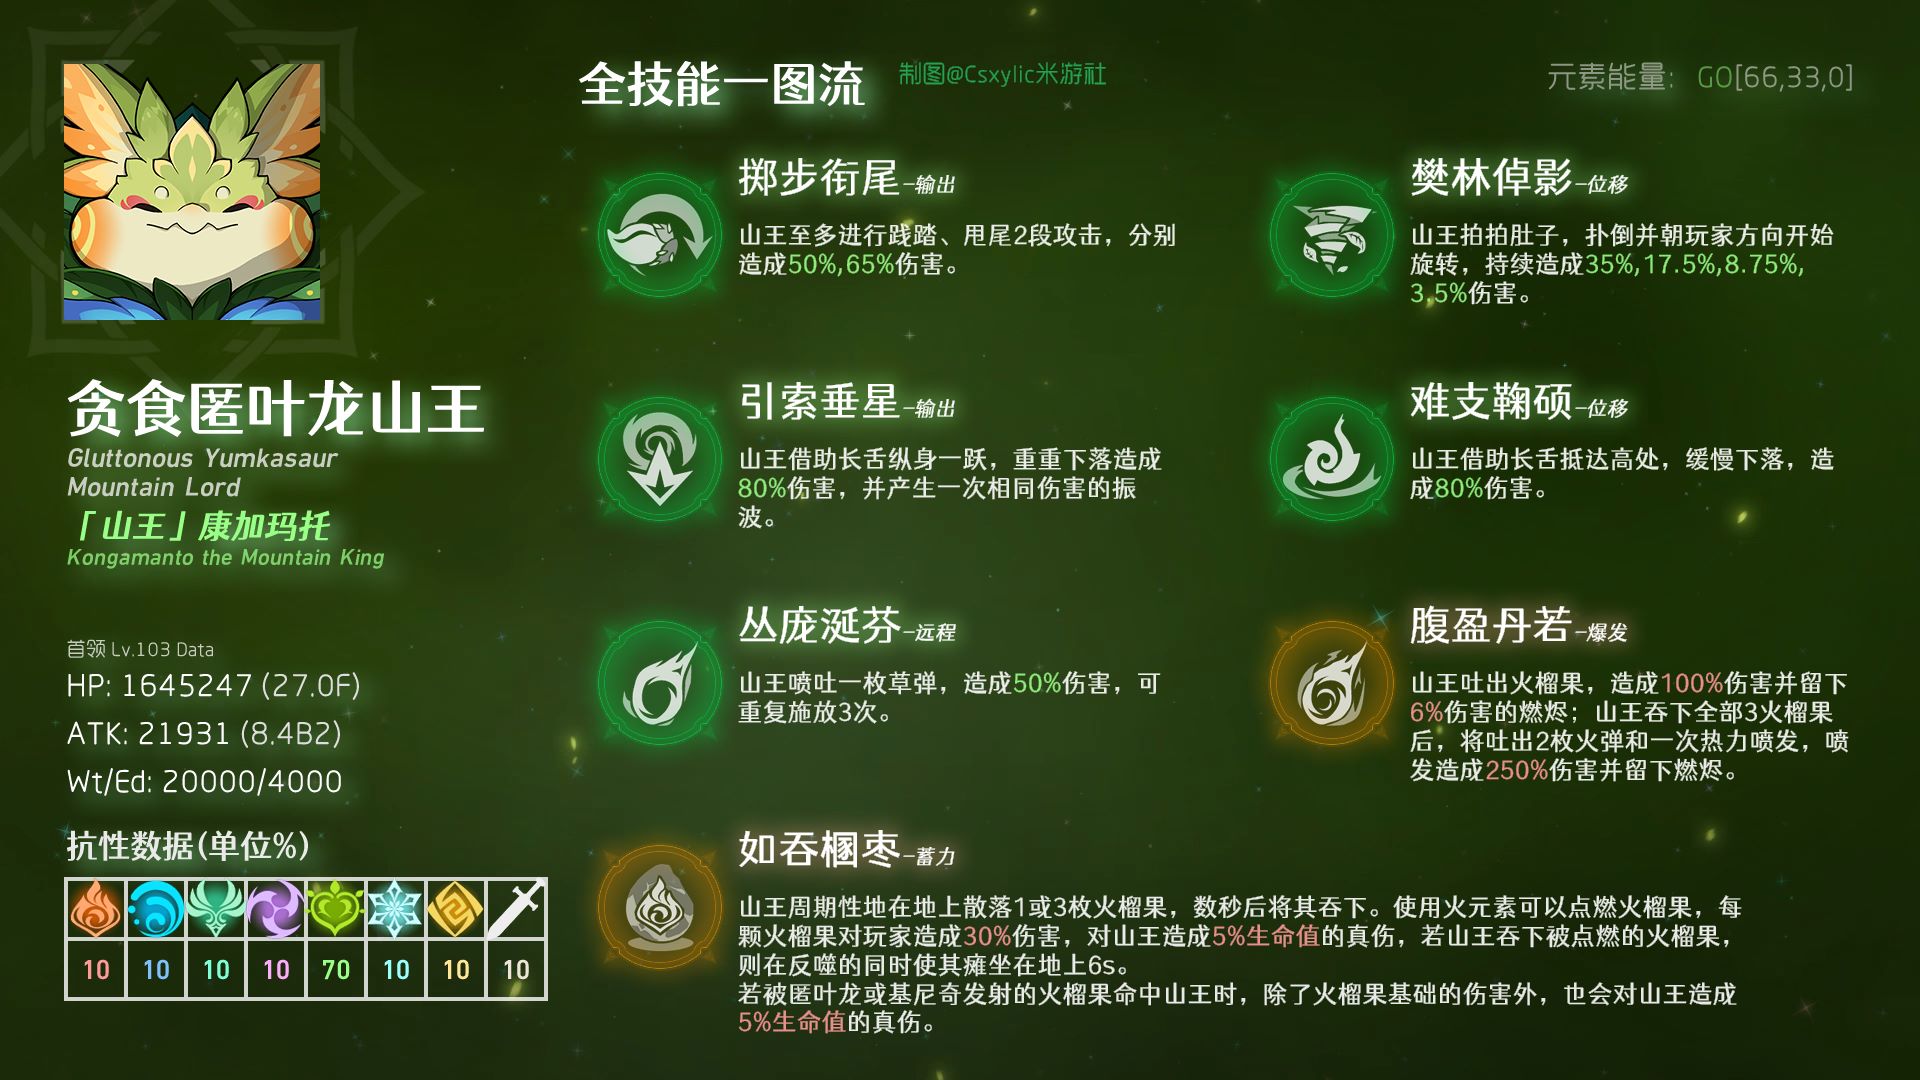 全技能一图流
制图@Csxylic米游社
元素能量: GO[66,33,0]
贪食匿叶龙山王
Gluttonous Yumkasaur
Mountain Lord
「山王」康加玛托
Kongamanto the Mountain King
首领 Lv.103 Data
HP: 1645247 (27.0F)
ATK: 21931 (8.4B2)
Wt/Ed: 20000/4000
抗性数据(单位%)
10 10 10 10 70 10 10 10
掷步衔尾-输出
山王至多进行践踏、甩尾2段攻击，分别
造成50%,65%伤害。
樊林倬影-位移
山王拍拍肚子，扑倒并朝玩家方向开始
旋转，持续造成35%,17.5%,8.75%,
3.5%伤害。
引索垂星-输出
山王借助长舌纵身一跃，重重下落造成
80%伤害，并产生一次相同伤害的振
波。
难支鞠硕-位移
山王借助长舌抵达高处，缓慢下落，造
成80%伤害。
丛庞涎芬-远程
山王喷吐一枚草弹，造成50%伤害，可
重复施放3次。
腹盈丹若-爆发
山王吐出火榴果，造成100%伤害并留下
6%伤害的燃烬；山王吞下全部3火榴果
后，将吐出2枚火弹和一次热力喷发，喷
发造成250%伤害并留下燃烬。
如吞棝枣-蓄力
山王周期性地在地上散落1或3枚火榴果，数秒后将其吞下。使用火元素可以点燃火榴果，每
颗火榴果对玩家造成30%伤害，对山王造成5%生命值的真伤，若山王吞下被点燃的火榴果，
则在反噬的同时使其瘫坐在地上6s。
若被匿叶龙或基尼奇发射的火榴果命中山王时，除了火榴果基础的伤害外，也会对山王造成
5%生命值的真伤。